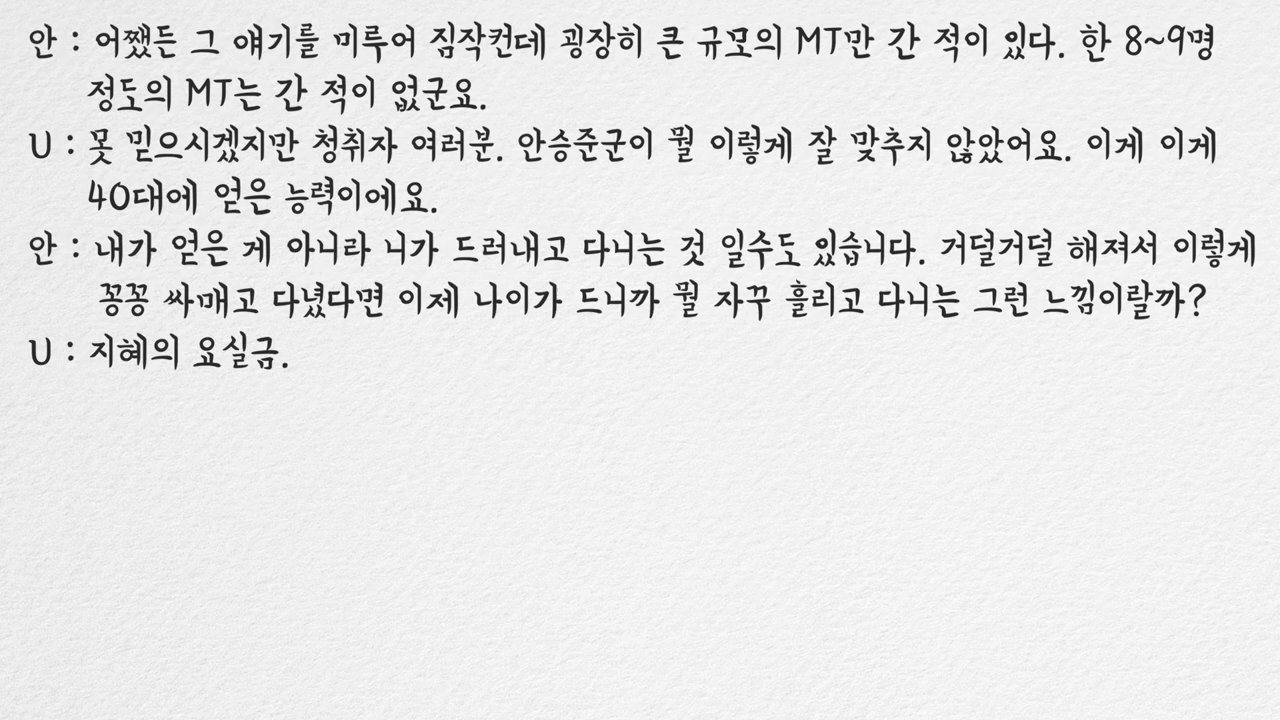 안 : 어쨌든 그 얘기를 미루어 짐작컨데 굉장히 큰 규모의 MT만 간 적이 있다. 한 8~9명
정도의 MT는 간 적이 없군요.
U : 못 믿으시겠지만 청취자 여러분. 안승준군이 뭘 이렇게 잘 맞추지 않았어요. 이게 이게
40대에 얻은 능력이에요.
안 : 내가 얻은 게 아니라 니가 드러내고 다니는 것 일수도 있습니다. 거덜거덜 해져서 이렇게
꽁꽁 싸매고 다녔다면 이제 나이가 드니까 뭘 자꾸 흘리고 다니는 그런 느낌이랄까?
U : 지혜의 요실금.